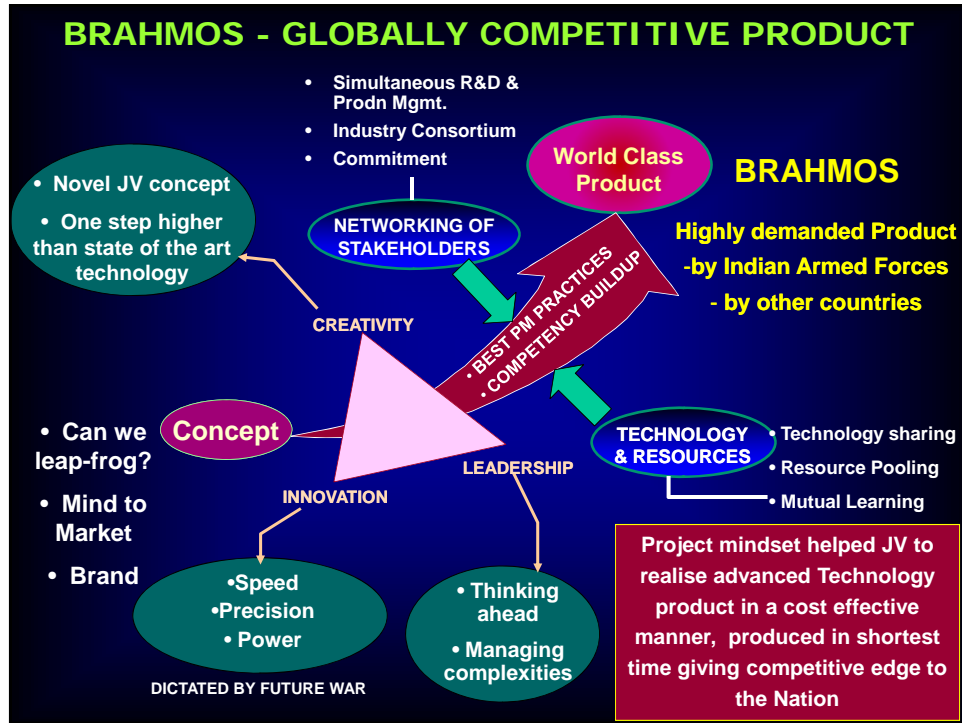 BRAHMOS - GLOBALLY COMPETITIVE PRODUCT
• Simultaneous R&D &
Prodn Mgmt.
• Industry Consortium
• Commitment
• Novel JV concept
• One step higher
than state of the art
technology
NETWORKING OF
STAKEHOLDERS
World Class
Product
BRAHMOS
Highly demanded Product
-by Indian Armed Forces
- by other countries
CREATIVITY
• BEST PM PRACTICES
• COMPETENCY BUILDUP
Concept
• Can we
leap-frog?
• Mind to
Market
• Brand
INNOVATION
LEADERSHIP
TECHNOLOGY
& RESOURCES
• Technology sharing
• Resource Pooling
• Mutual Learning
•Speed
•Precision
• Power
DICTATED BY FUTURE WAR
• Thinking
ahead
• Managing
complexities
Project mindset helped JV to
realise advanced Technology
product in a cost effective
manner, produced in shortest
time giving competitive edge to
the Nation